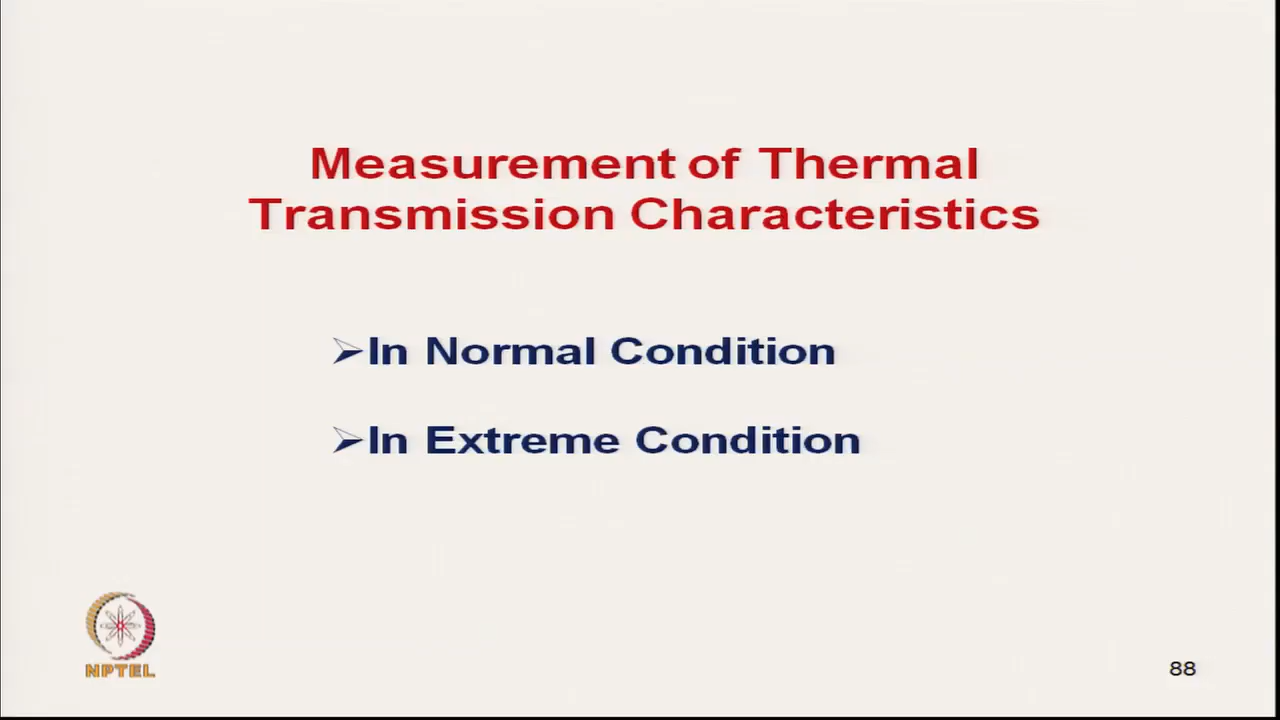 Measurement of Thermal
Transmission Characteristics
➢In Normal Condition
➢In Extreme Condition
NPTEL
88